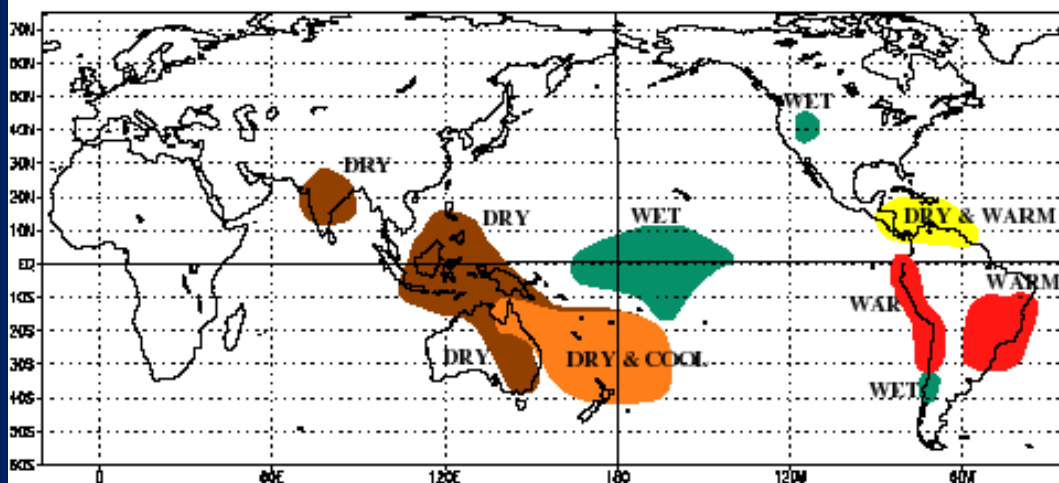 70N
60N
50N
WET
40N
30N
DRY
20N
DRY
WET
DRY & WARM
10N
EQ
WARM
10S
WAR
20S
DRY
DRY & COOL
30S
WET
40S
50S
60S
0
60E
120E
180
120W
60W